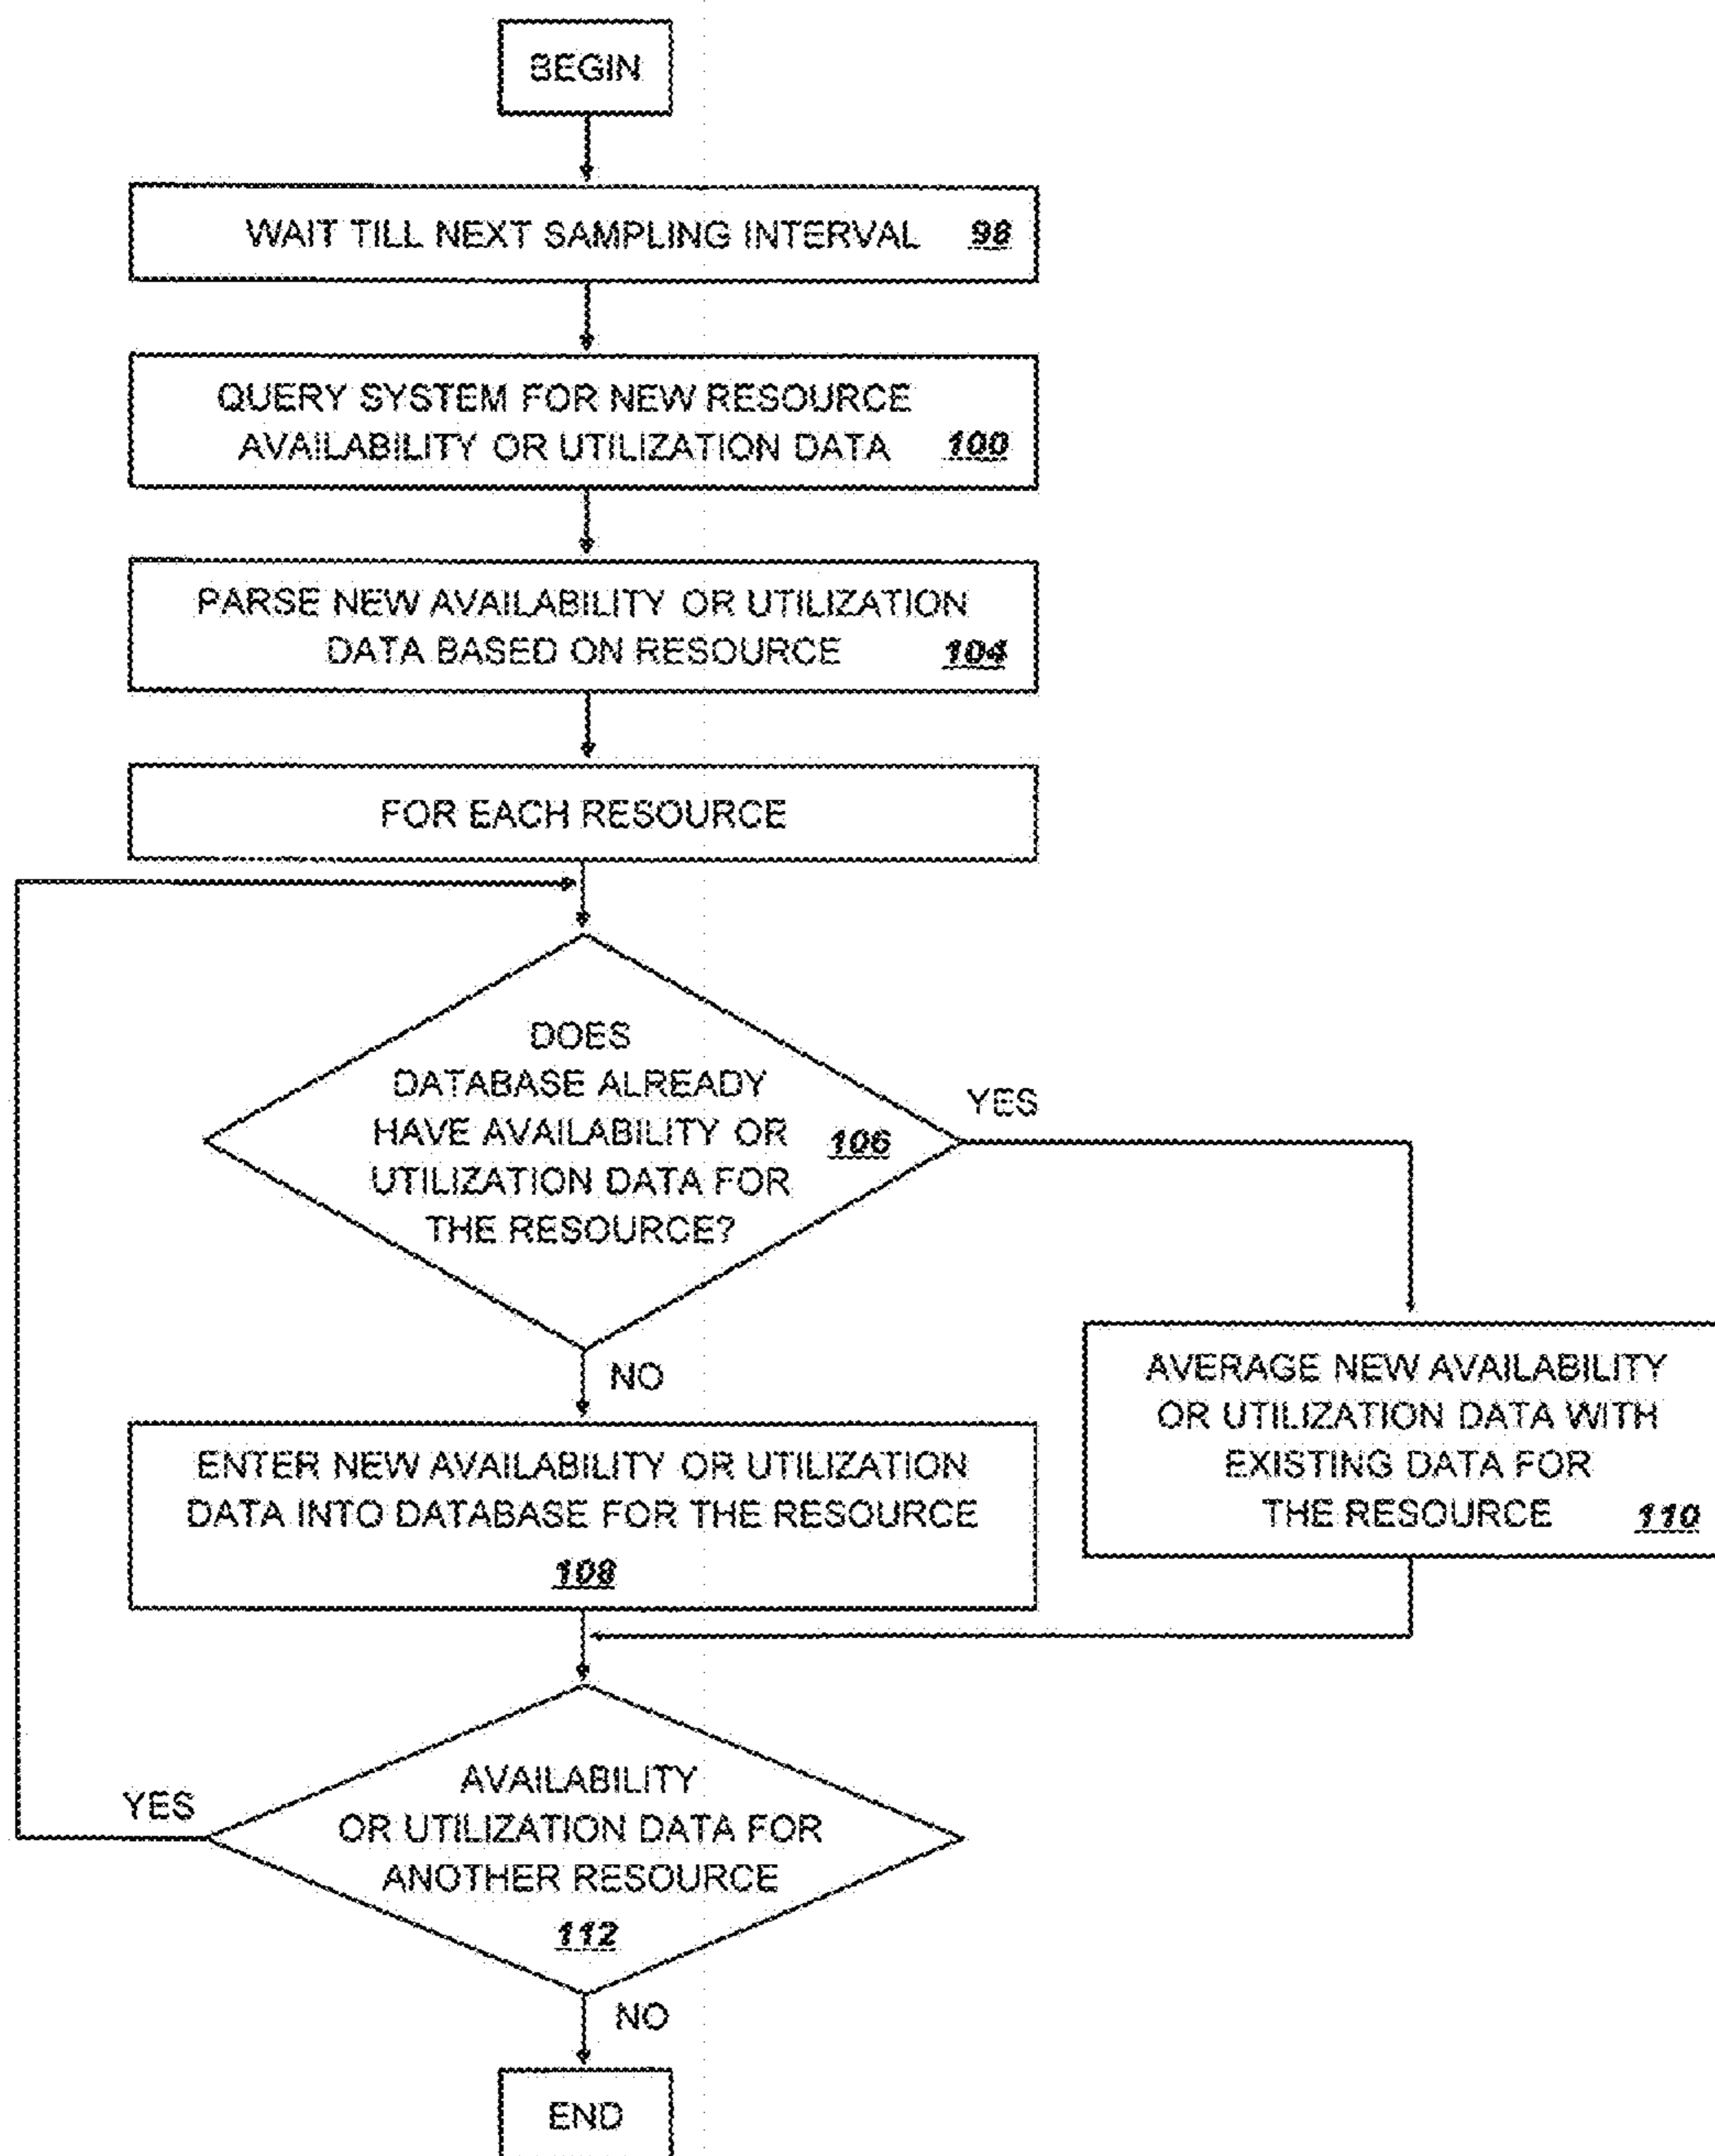 BEGIN
WAIT TILL NEXT SAMPLING INTERVAL 98
QUERY SYSTEM FOR NEW RESOURCE
AVAILABILITY OR UTILIZATION DATA 100
PARSE NEW AVAILABILITY OR UTILIZATION
DATA BASED ON RESOURCE 104
FOR EACH RESOURCE
DOES
DATABASE ALREADY
HAVE AVAILABILITY OR 106
UTILIZATION DATA FOR
THE RESOURCE?
YES
NO
AVERAGE NEW AVAILABILITY
OR UTILIZATION DATA WITH
EXISTING DATA FOR
THE RESOURCE 110
ENTER NEW AVAILABILITY OR UTILIZATION
DATA INTO DATABASE FOR THE RESOURCE
108
YES
AVAILABILITY
OR UTILIZATION DATA FOR
ANOTHER RESOURCE
112
NO
END